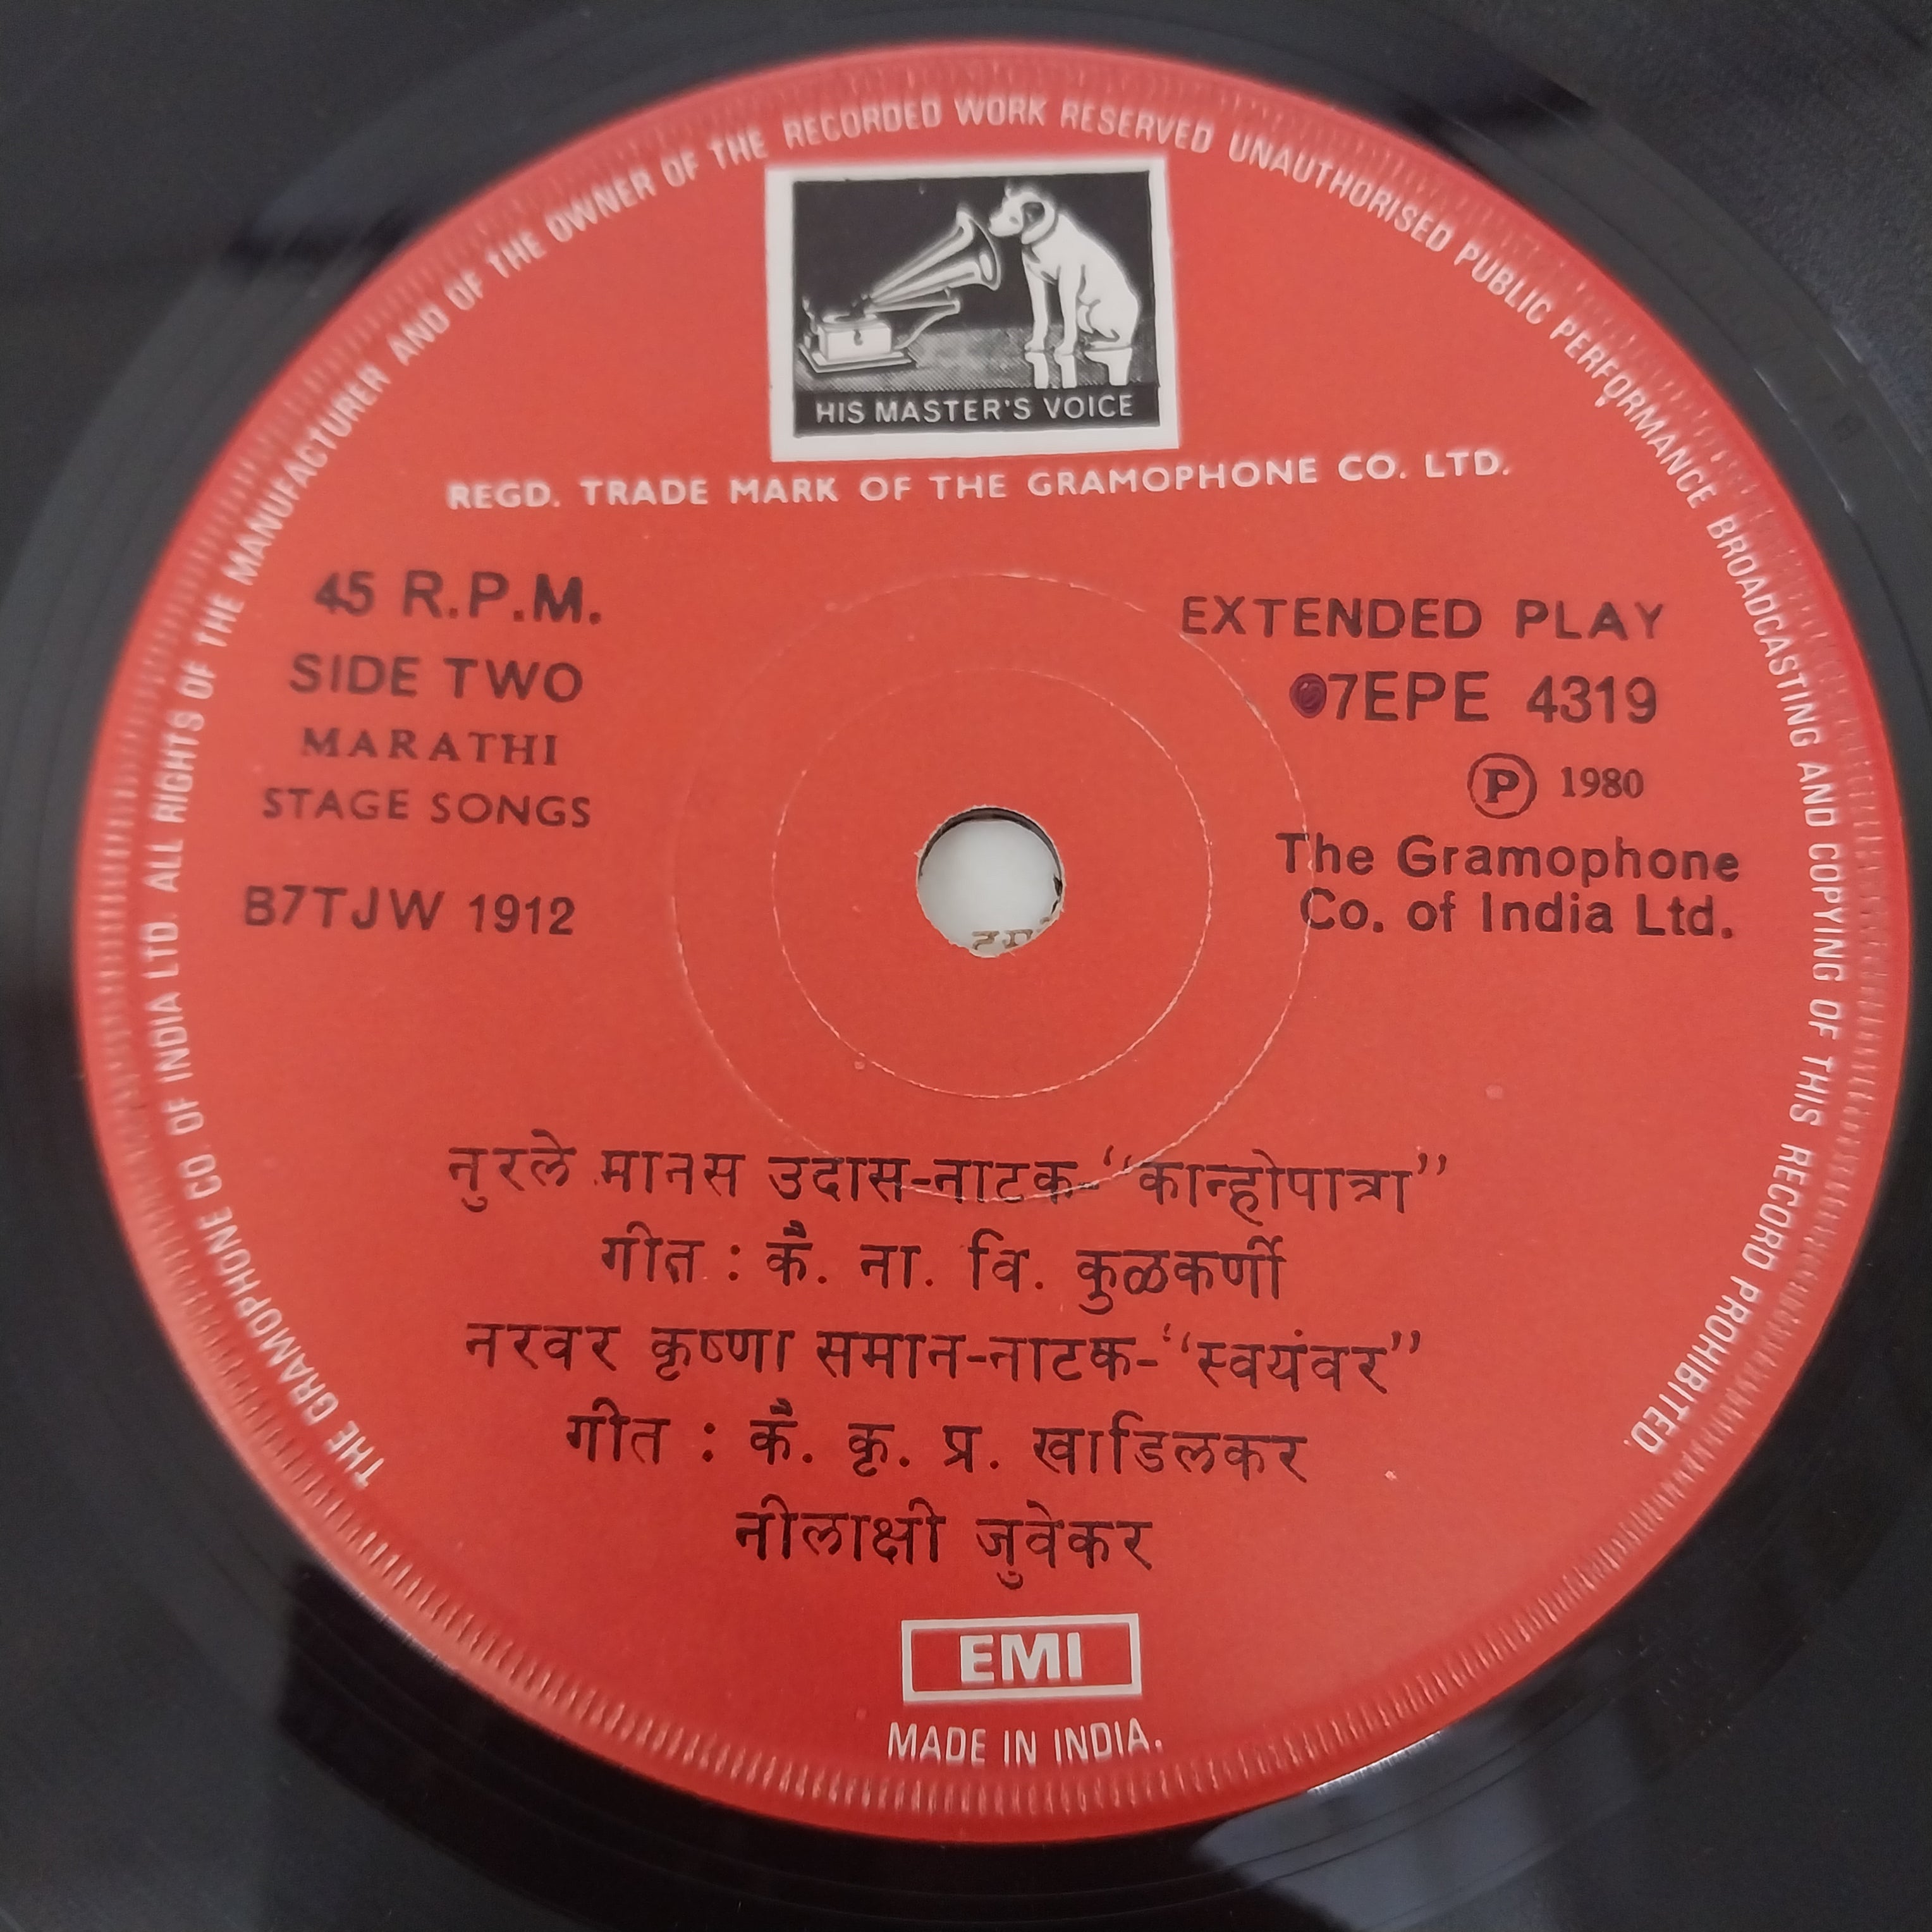 THE GRAMOPHONE CO. OF INDIA LTD. ALL RIGHTS OF THE MANUFACTURER AND OF THE OWNER OF THE RECORDED WORK RESERVED UNAUTHORISED PUBLIC PERFORMANCE BROADCASTING AND COPYING OF THIS RECORD PROHIBITED.
HIS MASTER'S VOICE
REGD. TRADE MARK OF THE GRAMOPHONE CO. LTD.
45 R.P.M.
SIDE TWO
MARATHI
STAGE SONGS
B7TJW 1912
EXTENDED PLAY
7EPE 4319
Ⓟ 1980
The Gramophone
Co. of India Ltd.
नुरले मानस उदास-नाटक-“कान्होपात्रा”
गीत : कै. ना. वि. कुळकर्णी
नरवर कृष्णा समान-नाटक-“स्वयंवर”
गीत : कै. कृ. प्र. खाडिलकर
नीलाक्षी जुवेकर
EMI
MADE IN INDIA.